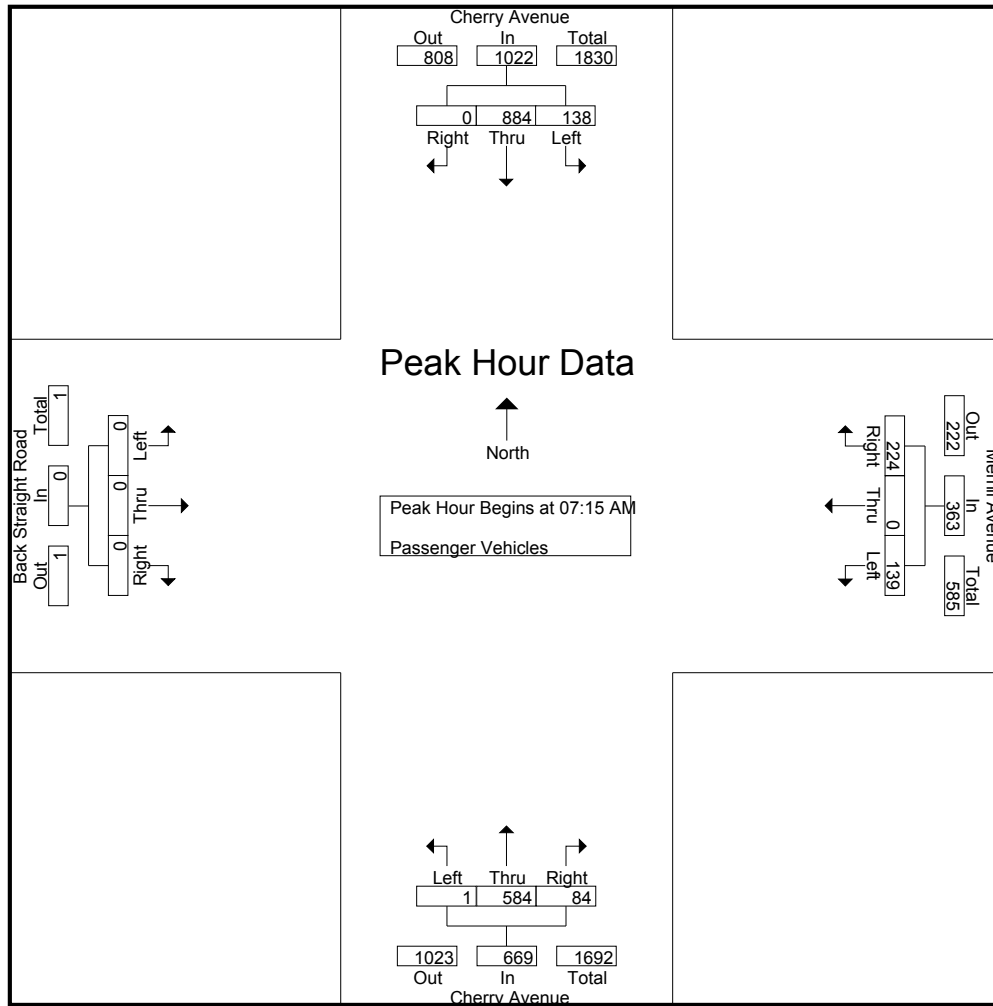 Cherry Avenue
Out In Total
808 1022 1830
0 884 138
Right Thru Left
Peak Hour Data
North
Peak Hour Begins at 07:15 AM
Passenger Vehicles
Back Straight Road
Out In Total
1 0 1
0 0 0
Left Thru Right
Right Thru Left
224 0 139
Out In Total
222 363 585
Merrill Avenue
Left Thru Right
1 584 84
1023 669 1692
Out In Total
Cherry Avenue